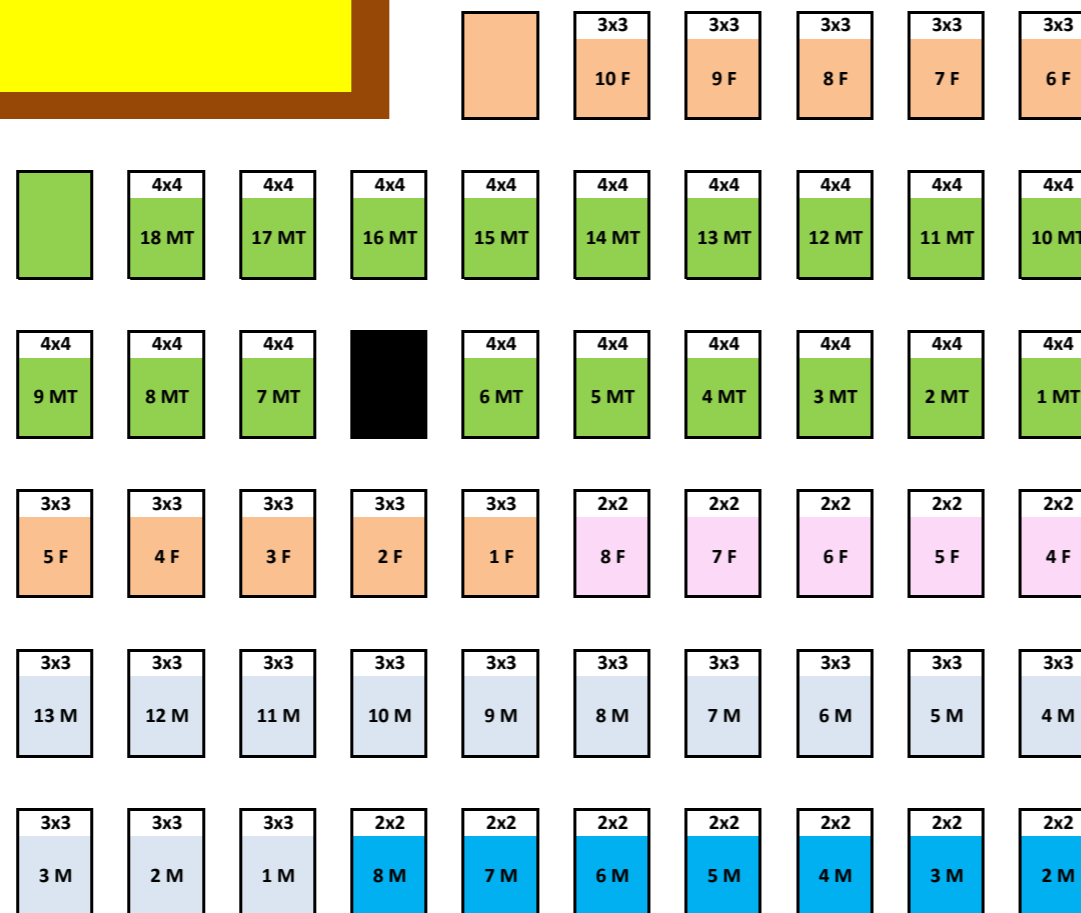 3x3 3x3 3x3 3x3 3x3
10 F 9 F 8 F 7 F 6 F
4x4 4x4 4x4 4x4 4x4 4x4 4x4 4x4 4x4
18 MT 17 MT 16 MT 15 MT 14 MT 13 MT 12 MT 11 MT 10 MT
4x4 4x4 4x4 4x4 4x4 4x4 4x4 4x4 4x4
9 MT 8 MT 7 MT 6 MT 5 MT 4 MT 3 MT 2 MT 1 MT
3x3 3x3 3x3 3x3 3x3 2x2 2x2 2x2 2x2 2x2
5 F 4 F 3 F 2 F 1 F 8 F 7 F 6 F 5 F 4 F
3x3 3x3 3x3 3x3 3x3 3x3 3x3 3x3 3x3 3x3
13 M 12 M 11 M 10 M 9 M 8 M 7 M 6 M 5 M 4 M
3x3 3x3 3x3 2x2 2x2 2x2 2x2 2x2 2x2 2x2
3 M 2 M 1 M 8 M 7 M 6 M 5 M 4 M 3 M 2 M